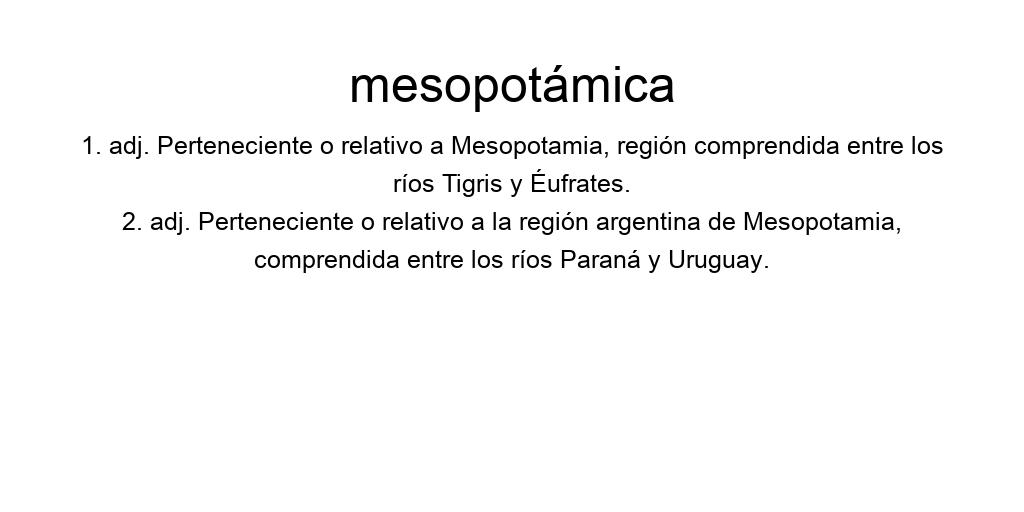 mesopotámica
1. adj. Perteneciente o relativo a Mesopotamia, región comprendida entre los
ríos Tigris y Éufrates.
2. adj. Perteneciente o relativo a la región argentina de Mesopotamia,
comprendida entre los ríos Paraná y Uruguay.